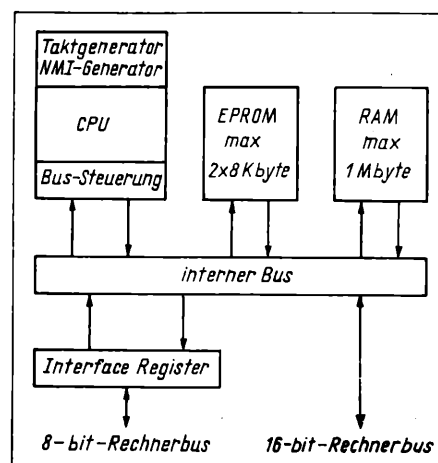 Taktgenerator
NMI-Generator
CPU
Bus-Steuerung
EPROM
max
2x8 Kbyte
RAM
max
1 Mbyte
interner Bus
Interface Register
8-bit-Rechnerbus
16-bit-Rechnerbus